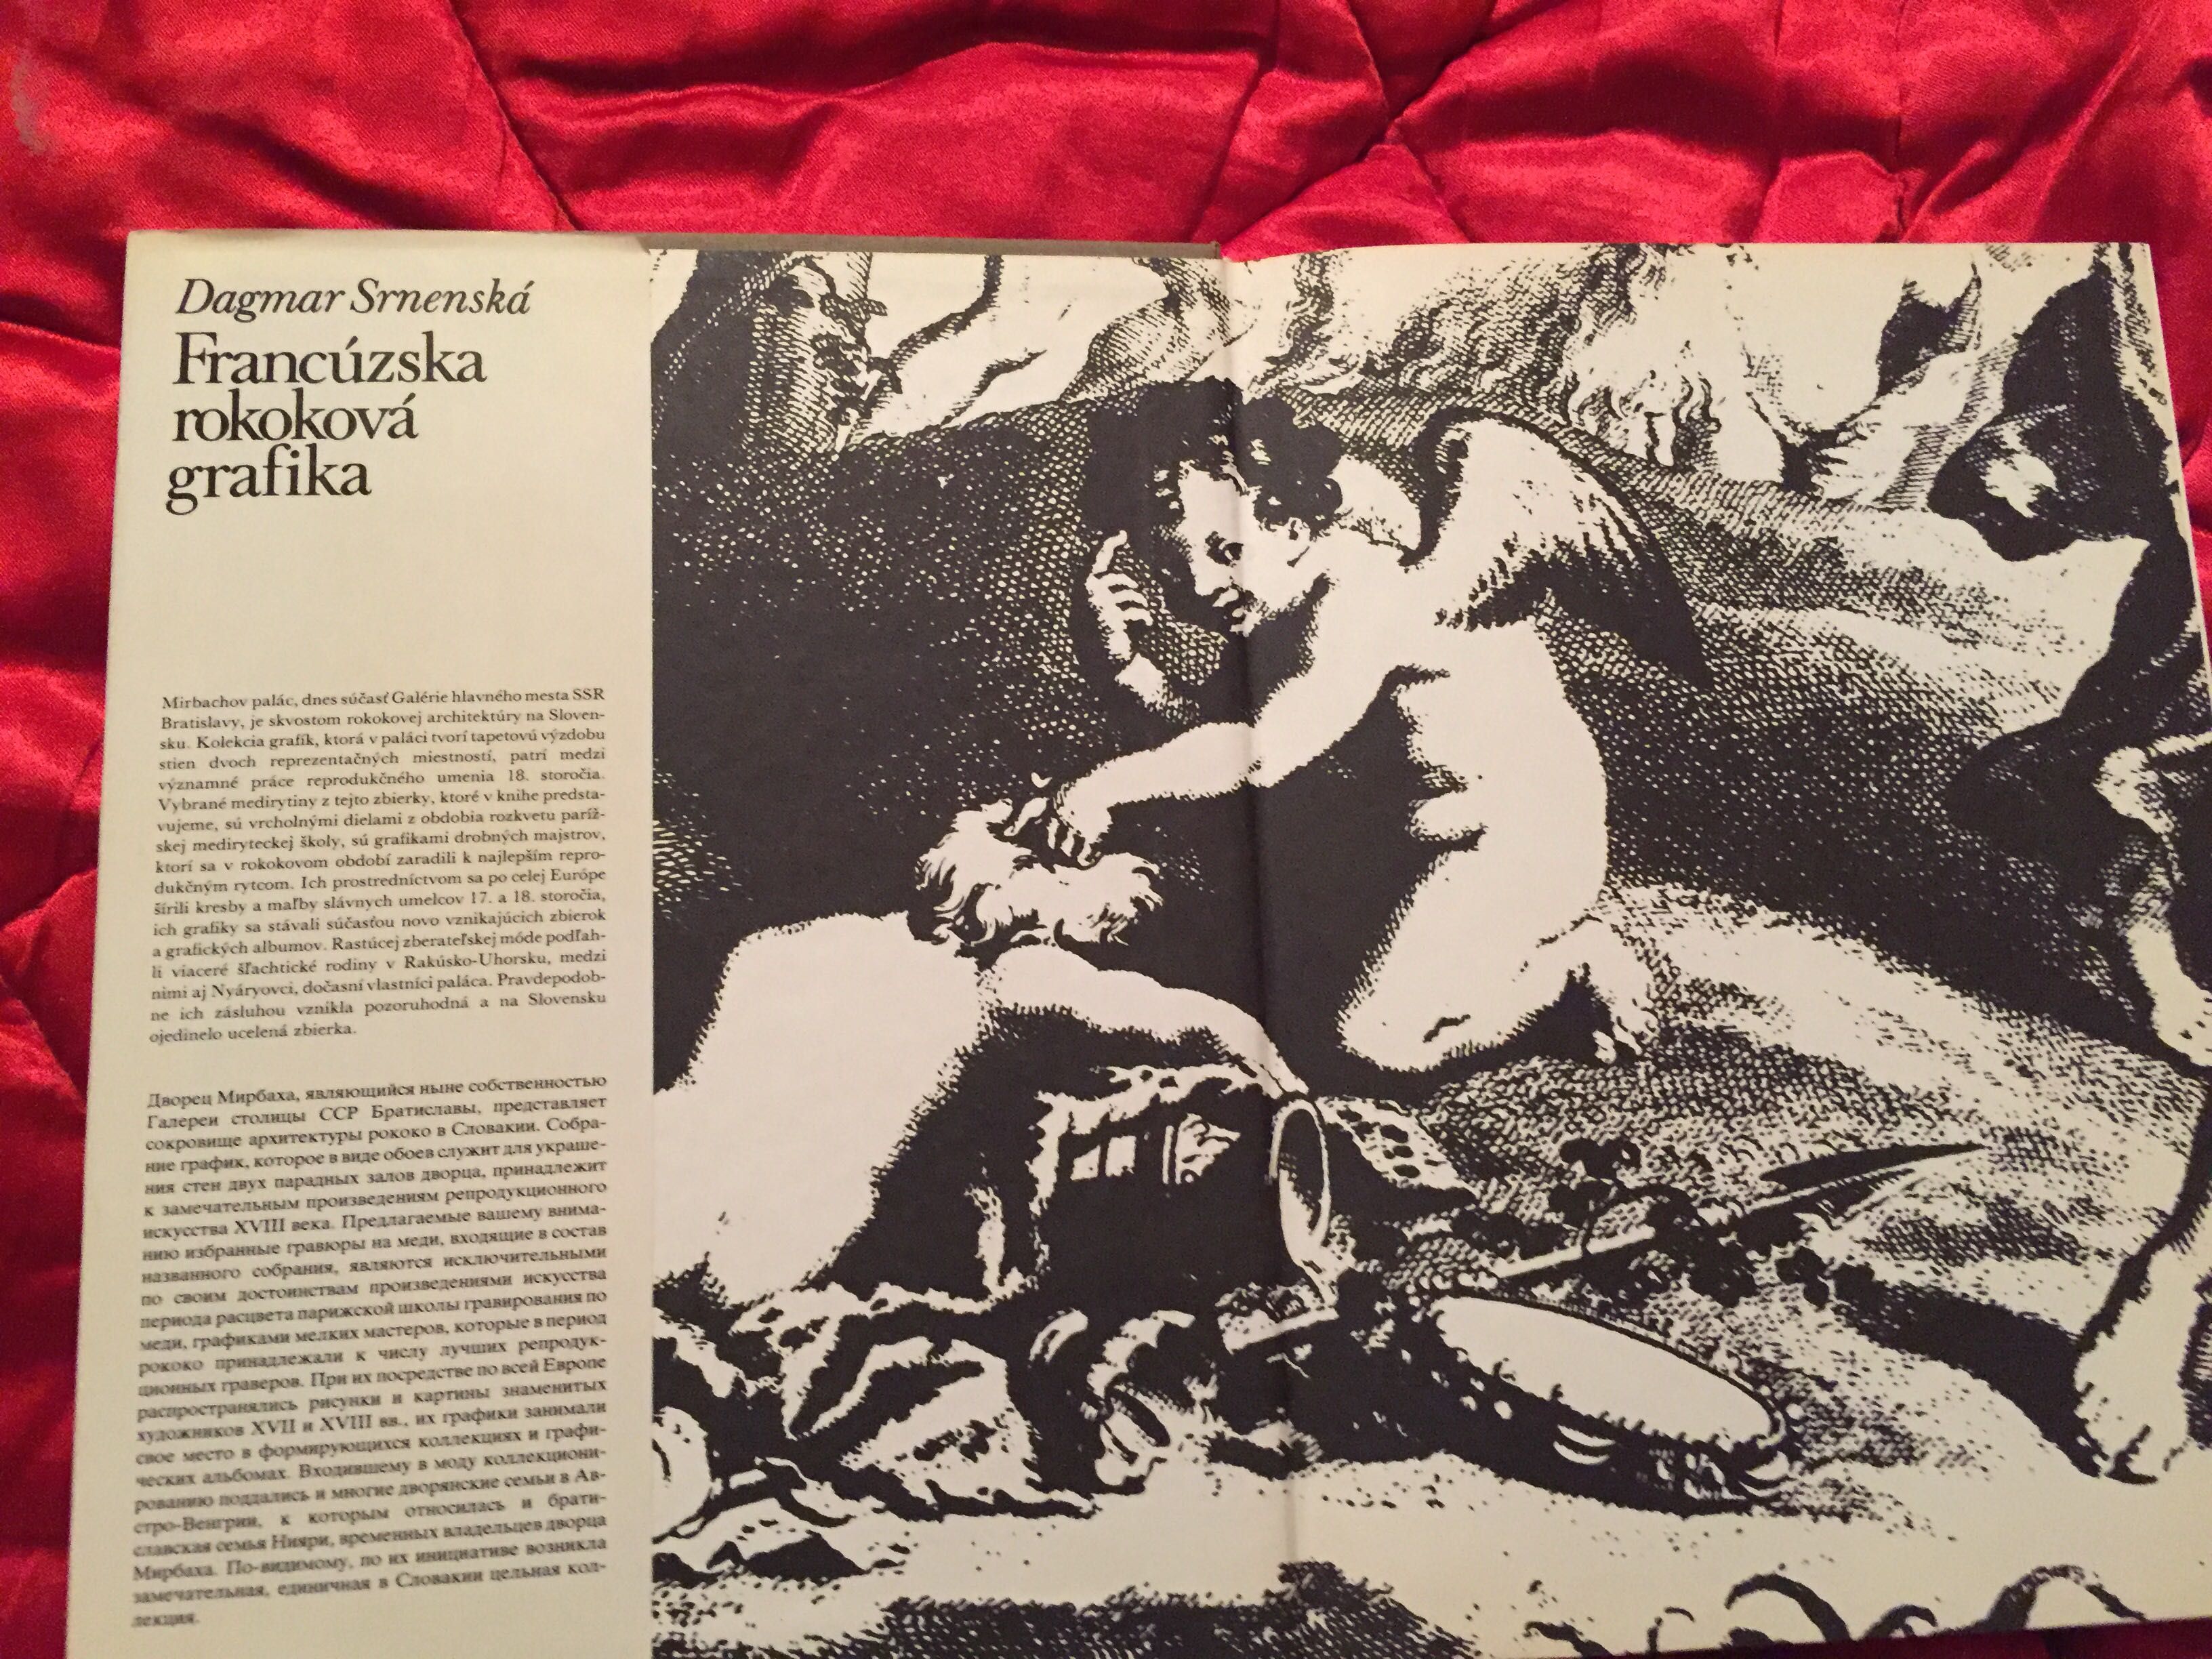 Dagmar Srnenská
Francúzska
rokoková
grafika
Mirbachov palác, dnes súčasť Galérie hlavného mesta SSR
Bratislavy, je skvostom rokokovej architektúry na Sloven-
sku. Kolekcia grafík, ktorá v paláci tvorí tapetovú výzdobu
stien dvoch reprezentačných miestností, patrí medzi
významné práce reprodukčného umenia 18. storočia.
Vybrané medirytiny z tejto zbierky, ktoré v knihe predsta-
vujeme, sú vrcholnými dielami z obdobia rozkvetu paríž-
skej mediryteckej školy, sú grafikami drobných majstrov,
ktorí sa v rokokovom období zaradili k najlepším repro-
dukčným rytcom. Ich prostredníctvom sa po celej Európe
šírili kresby a maľby slávnych umelcov 17. a 18. storočia,
ich grafiky sa stávali súčasťou novo vznikajúcich zbierok
a grafických albumov. Rastúcej zberateľskej móde podľah-
li viaceré šľachtické rodiny v Rakúsko-Uhorsku, medzi
nimi aj Nyáryovci, dočasní vlastníci paláca. Pravdepodob-
ne ich zásluhou vznikla pozoruhodná a na Slovensku
ojedinelo ucelená zbierka.
Дворец Мирбаха, являющийся ныне собственностью
Галереи столицы ССР Братиславы, представляет
сокровище архитектуры рококо в Словакии. Собра-
ние график, которое в виде обоев служит для украше-
ния стен двух парадных залов дворца, принадлежит
к замечательным произведениям репродукционного
искусства XVIII века. Предлагаемые вашему внима-
нию избранные гравюры на меди, входящие в состав
названного собрания, являются исключительными
по своим достоинствам произведениями искусства
периода расцвета парижской школы гравирования по
меди, графиками мелких мастеров, которые в период
рококо принадлежали к числу лучших репродук-
ционных граверов. При их посредстве по всей Европе
распространялись рисунки и картины знаменитых
художников XVII и XVIII вв., их графики занимали
свое место в формирующихся коллекциях и графи-
ческих альбомах. Входившему в моду коллекциони-
рованию поддались и многие дворянские семьи в Ав-
стро-Венгрии, к которым относилась и брати-
славская семья Нияри, временных владельцев дворца
Мирбаха. По-видимому, по их инициативе возникла
замечательная, единичная в Словакии цельная кол-
лекция.